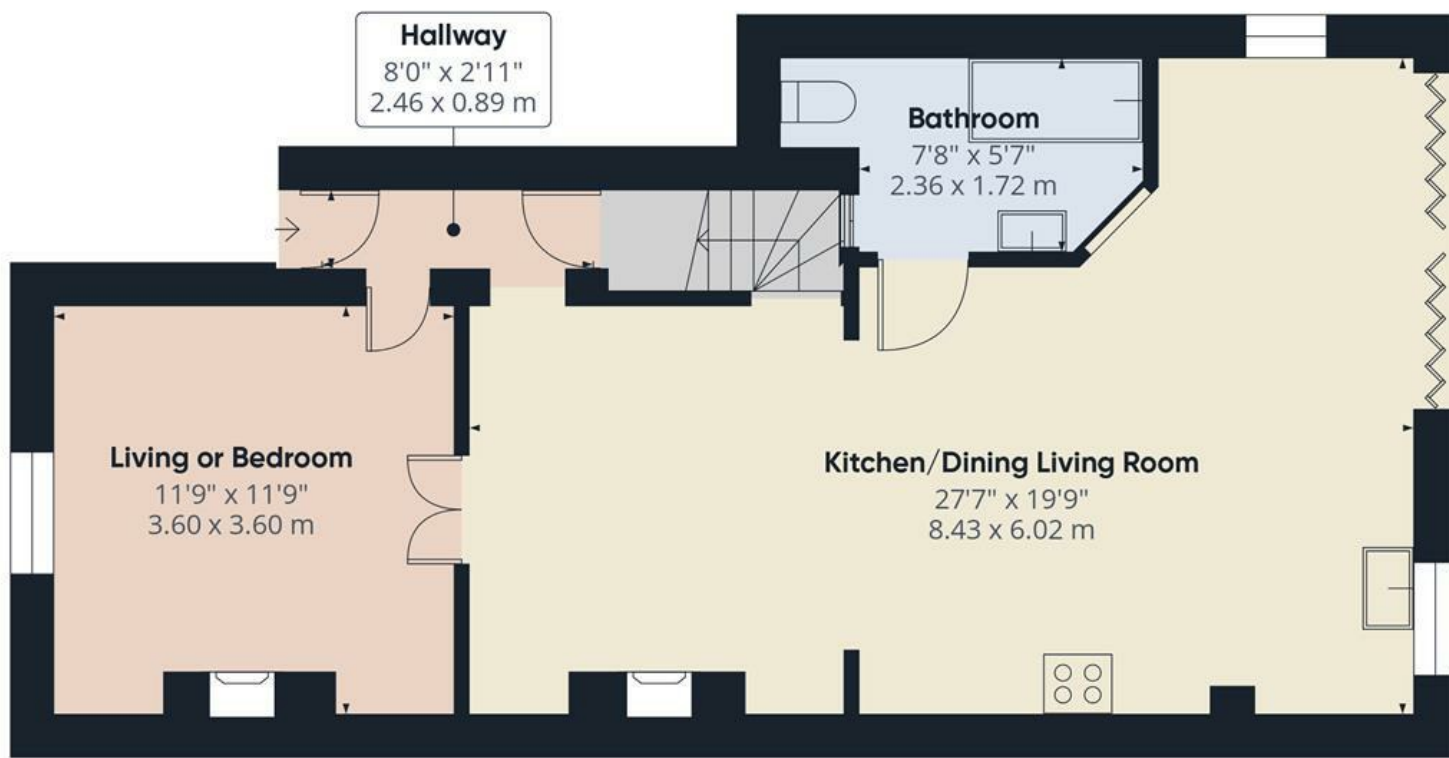 Hallway
8'0" x 2'11"
2.46 x 0.89 m
Bathroom
7'8" x 5'7"
2.36 x 1.72 m
Living or Bedroom
11'9" x 11'9"
3.60 x 3.60 m
Kitchen/Dining Living Room
27'7" x 19'9"
8.43 x 6.02 m